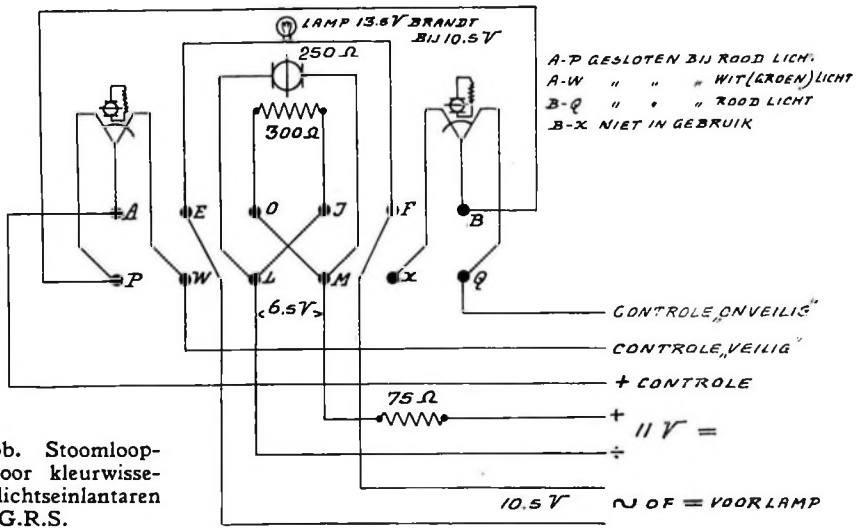 LAMP 13.5V BRANDT
BIJ 10.5 V
250 Ω
300 Ω
A-P GESLOTEN BIJ ROOD LICHT.
A-W „ „ „ WIT (GROEN) LICHT
B-Q „ „ „ ROOD LICHT
B-X NIET IN GEBRUIK
A E O J F B
P W L M X Q
6.5V
CONTROLE „ONVEILIG"
CONTROLE „VEILIG"
+ CONTROLE
75 Ω
+
11 V =
÷
10.5 V ~ OF = VOOR LAMP
bb. Stoomloop-
oor kleurwisse-
lichtseinlantaren
G.R.S.